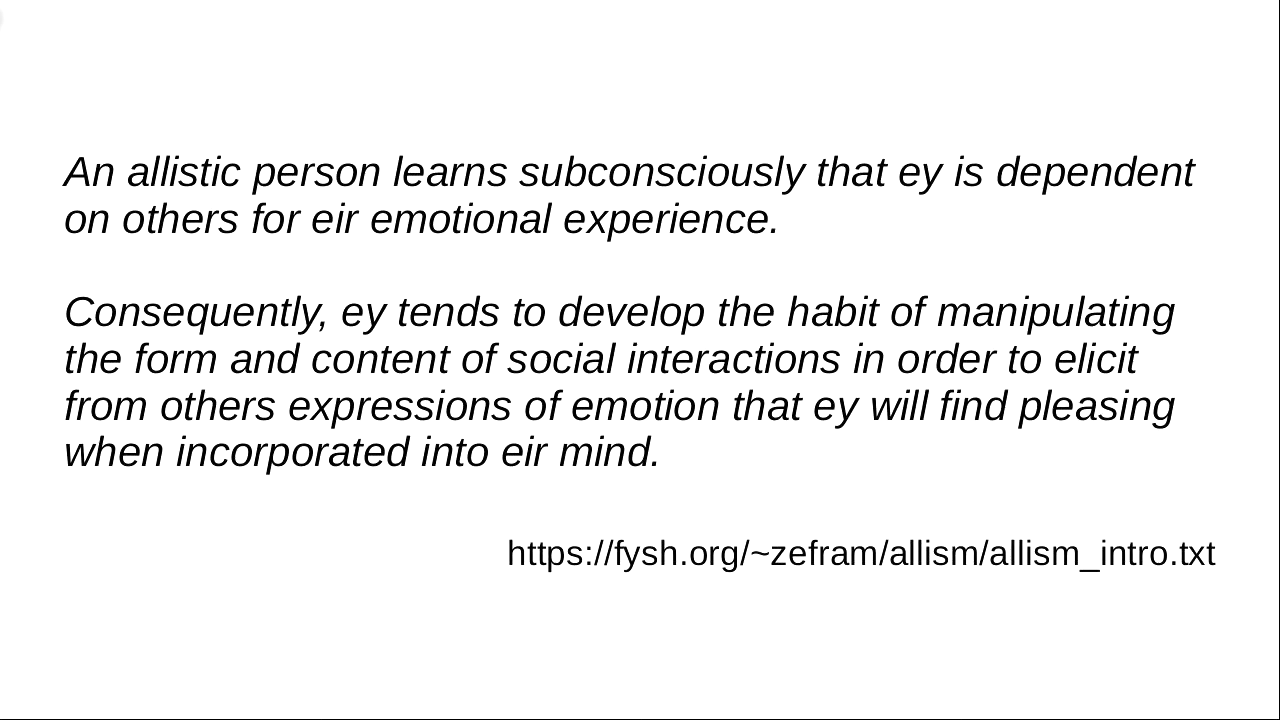 An allistic person learns subconsciously that ey is dependent
on others for eir emotional experience.
Consequently, ey tends to develop the habit of manipulating
the form and content of social interactions in order to elicit
from others expressions of emotion that ey will find pleasing
when incorporated into eir mind.
https://fysh.org/~zefram/allism/allism_intro.txt